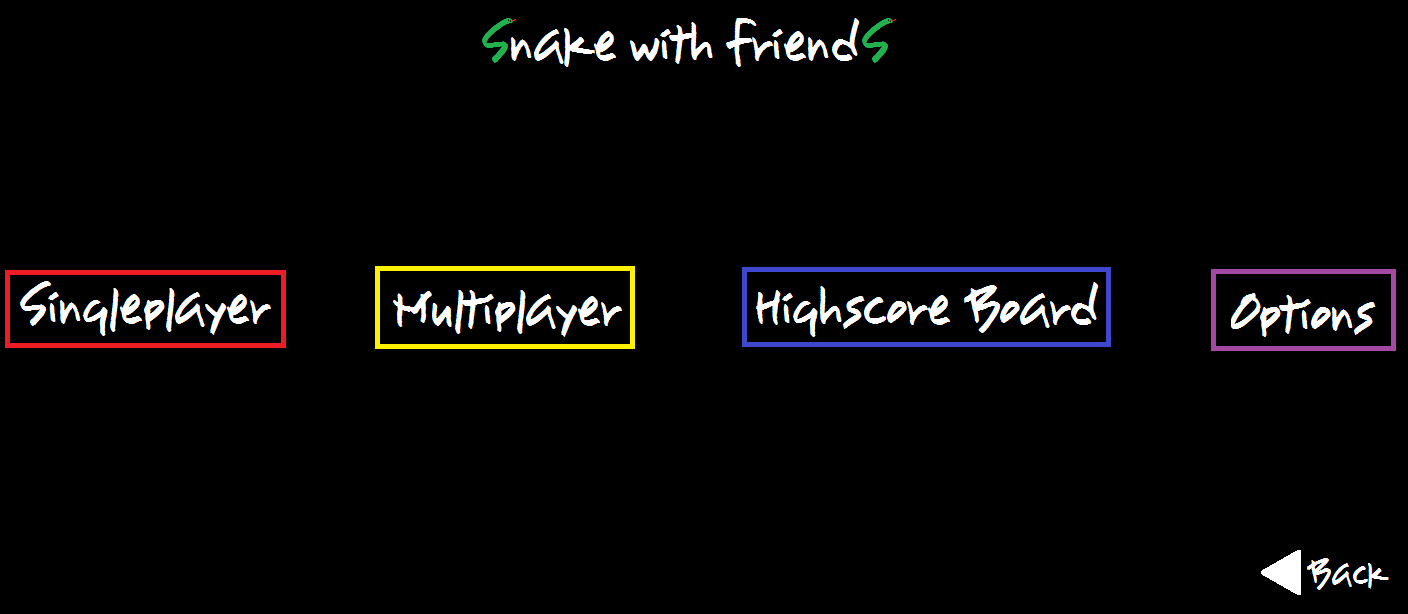 Snake with friendS
Singleplayer
Multiplayer
Highscore Board
Options
Back